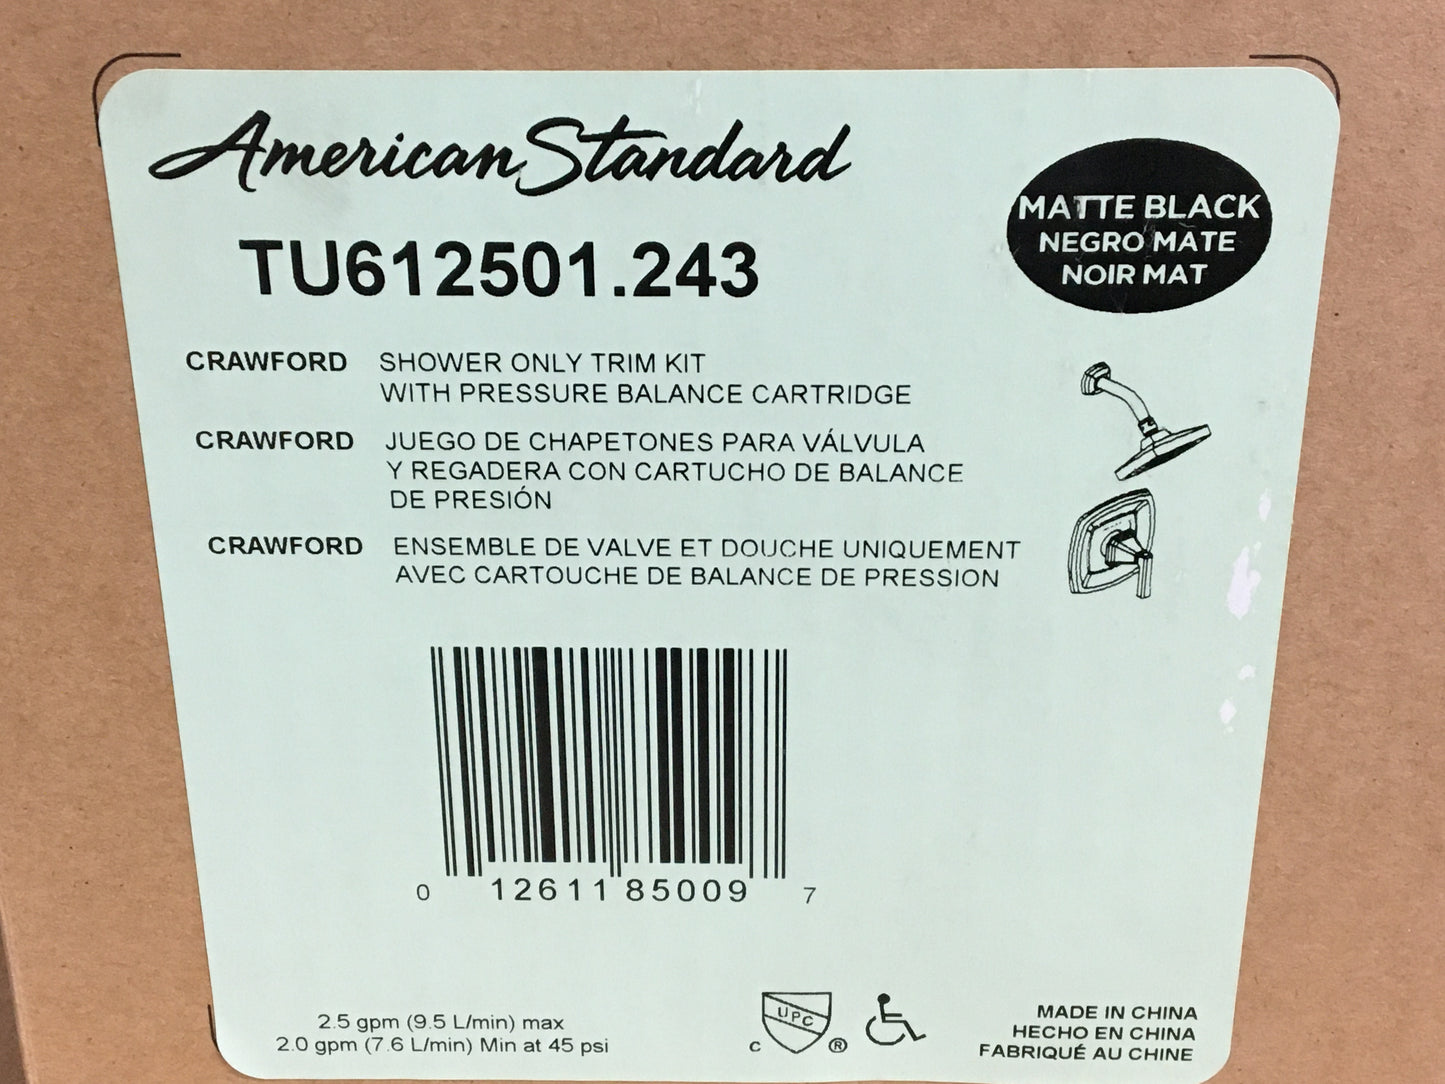 American Standard
TU612501.243
MATTE BLACK
NEGRO MATE
NOIR MAT
CRAWFORD SHOWER ONLY TRIM KIT
WITH PRESSURE BALANCE CARTRIDGE
CRAWFORD JUEGO DE CHAPETONES PARA VÁLVULA
Y REGADERA CON CARTUCHO DE BALANCE
DE PRESIÓN
CRAWFORD ENSEMBLE DE VALVE ET DOUCHE UNIQUEMENT
AVEC CARTOUCHE DE BALANCE DE PRESSION
0 12611 85009 7
2.5 gpm (9.5 L/min) max
2.0 gpm (7.6 L/min) Min at 45 psi
C UPC ®
MADE IN CHINA
HECHO EN CHINA
FABRIQUÉ AU CHINE